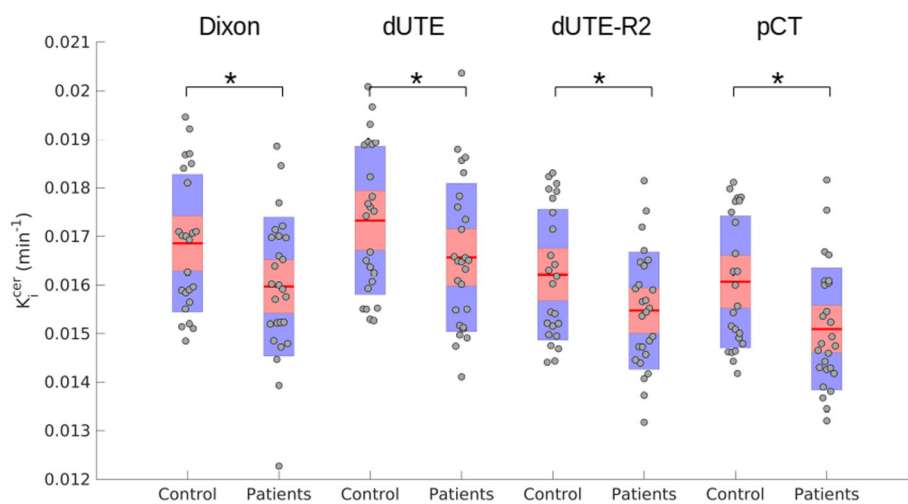 Dixon dUTE dUTE-R2 pCT
* * * *
0.021
0.02
0.019
0.018
0.017
0.016
0.015
0.014
0.013
0.012
K_i^cer (min^-1)
Control Patients Control Patients Control Patients Control Patients